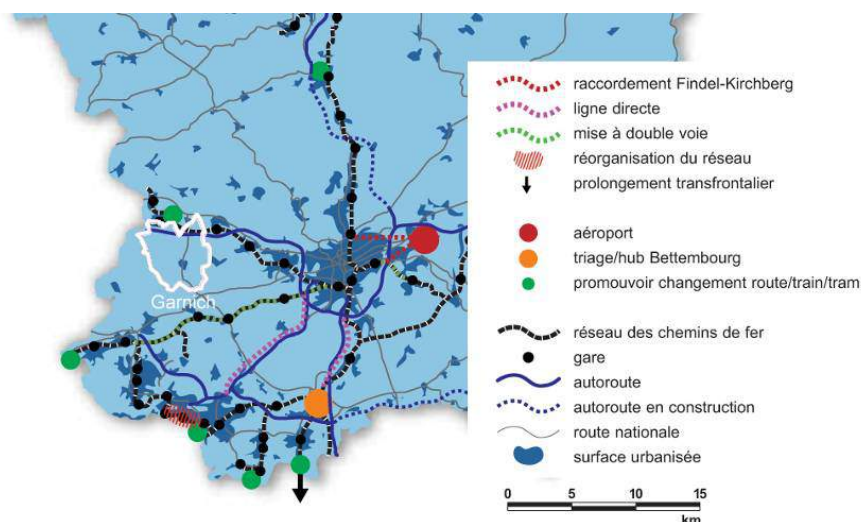 Garnich
raccordement Findel-Kirchberg
ligne directe
mise à double voie
réorganisation du réseau
prolongement transfrontalier
aéroport
triage/hub Bettembourg
promouvoir changement route/train/tram
réseau des chemins de fer
gare
autoroute
autoroute en construction
route nationale
surface urbanisée
0 5 10 15
km